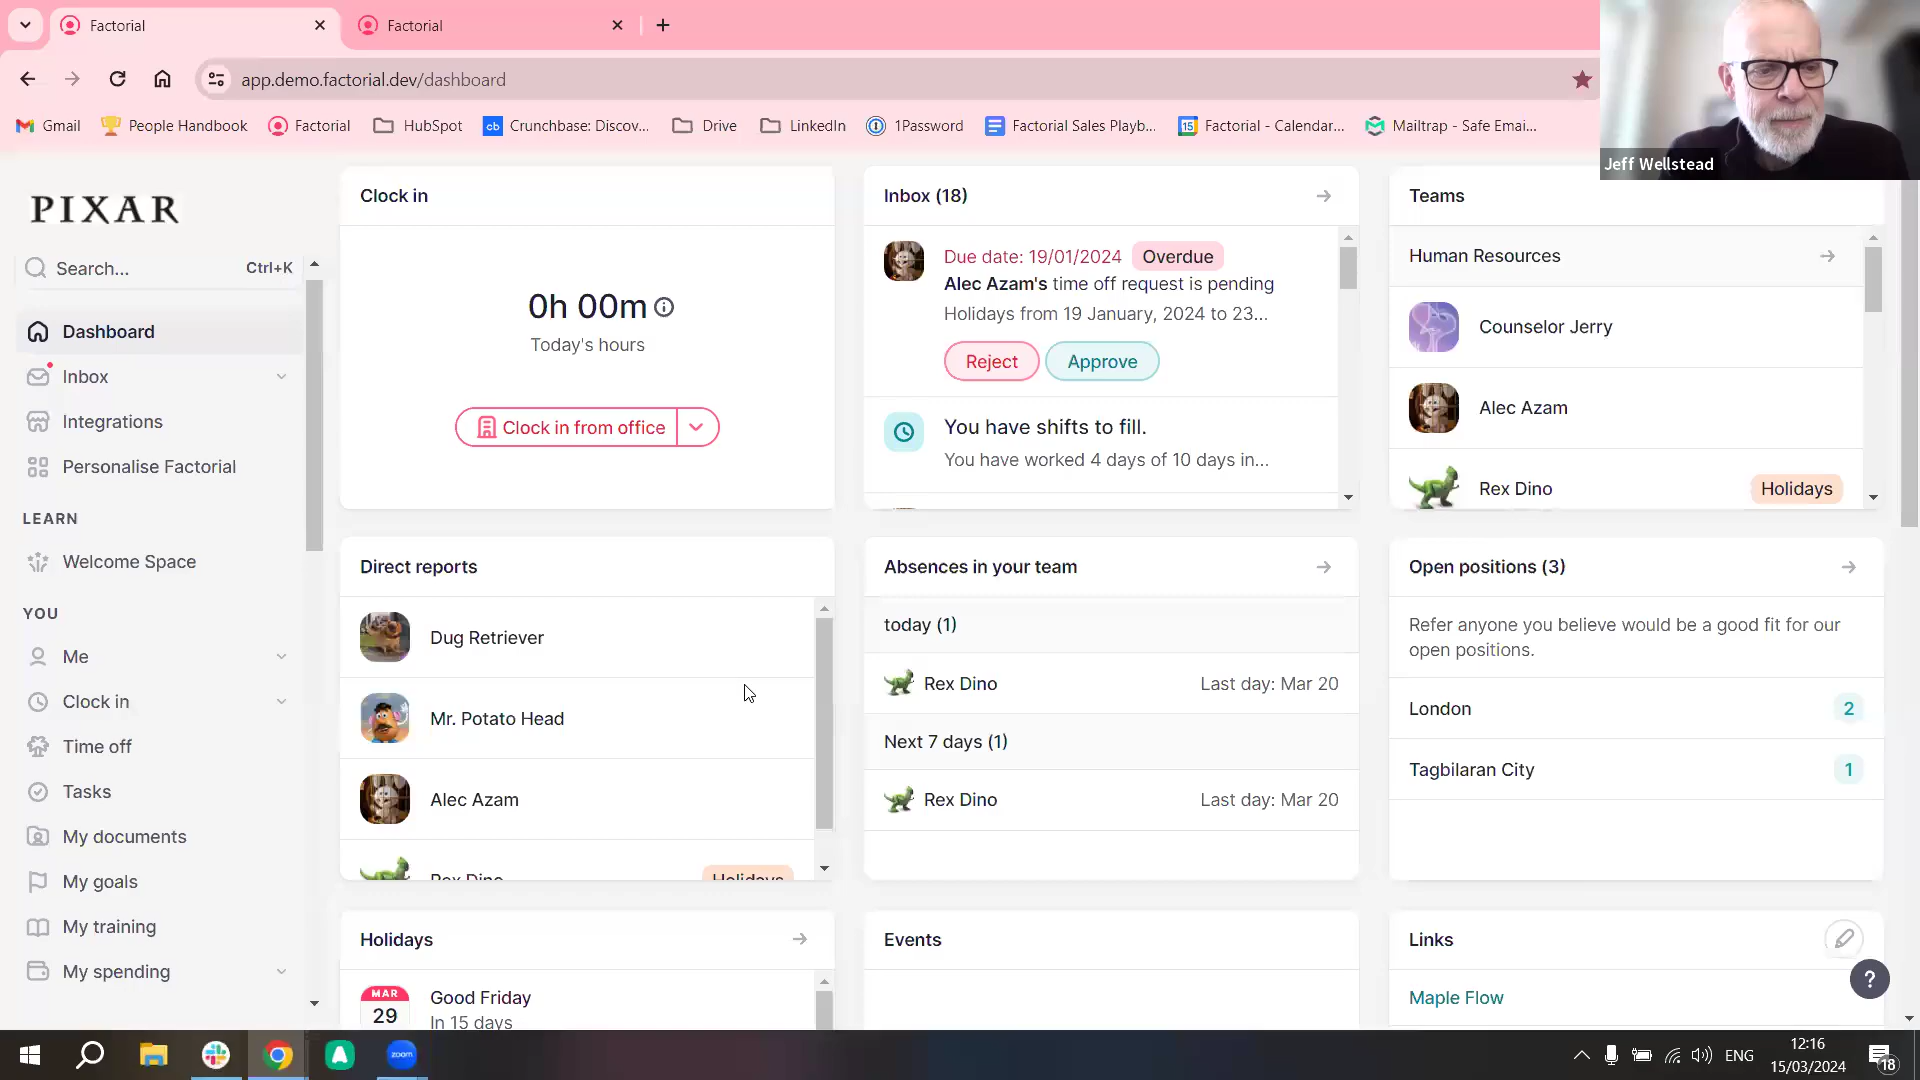 Factorial
Factorial
app.demo.factorial.dev/dashboard
Gmail
People Handbook
Factorial
HubSpot
cb
Crunchbase: Discov...
Drive
LinkedIn
1Password
Factorial Sales Playb...
15
Factorial - Calendar...
Mailtrap - Safe Emai...
Jeff Wellstead
PIXAR
Search...
Ctrl+K
Dashboard
Inbox
Integrations
Personalise Factorial
LEARN
Welcome Space
YOU
Me
Clock in
Time off
Tasks
My documents
My goals
My training
My spending
Clock in
0h 00m
Today's hours
Clock in from office
Inbox (18)
Due date: 19/01/2024 Overdue
Alec Azam's time off request is pending
Holidays from 19 January, 2024 to 23...
Reject
Approve
You have shifts to fill.
You have worked 4 days of 10 days in...
Teams
Human Resources
Counselor Jerry
Alec Azam
Rex Dino
Holidays
Direct reports
Dug Retriever
Mr. Potato Head
Alec Azam
Rex Dino
Holidays
Absences in your team
today (1)
Rex Dino
Last day: Mar 20
Next 7 days (1)
Rex Dino
Last day: Mar 20
Open positions (3)
Refer anyone you believe would be a good fit for our
open positions.
London
2
Tagbilaran City
1
Holidays
MAR
29
Good Friday
In 15 days
Events
Links
Maple Flow
?
A
zoom
ENG
12:16
15/03/2024
18